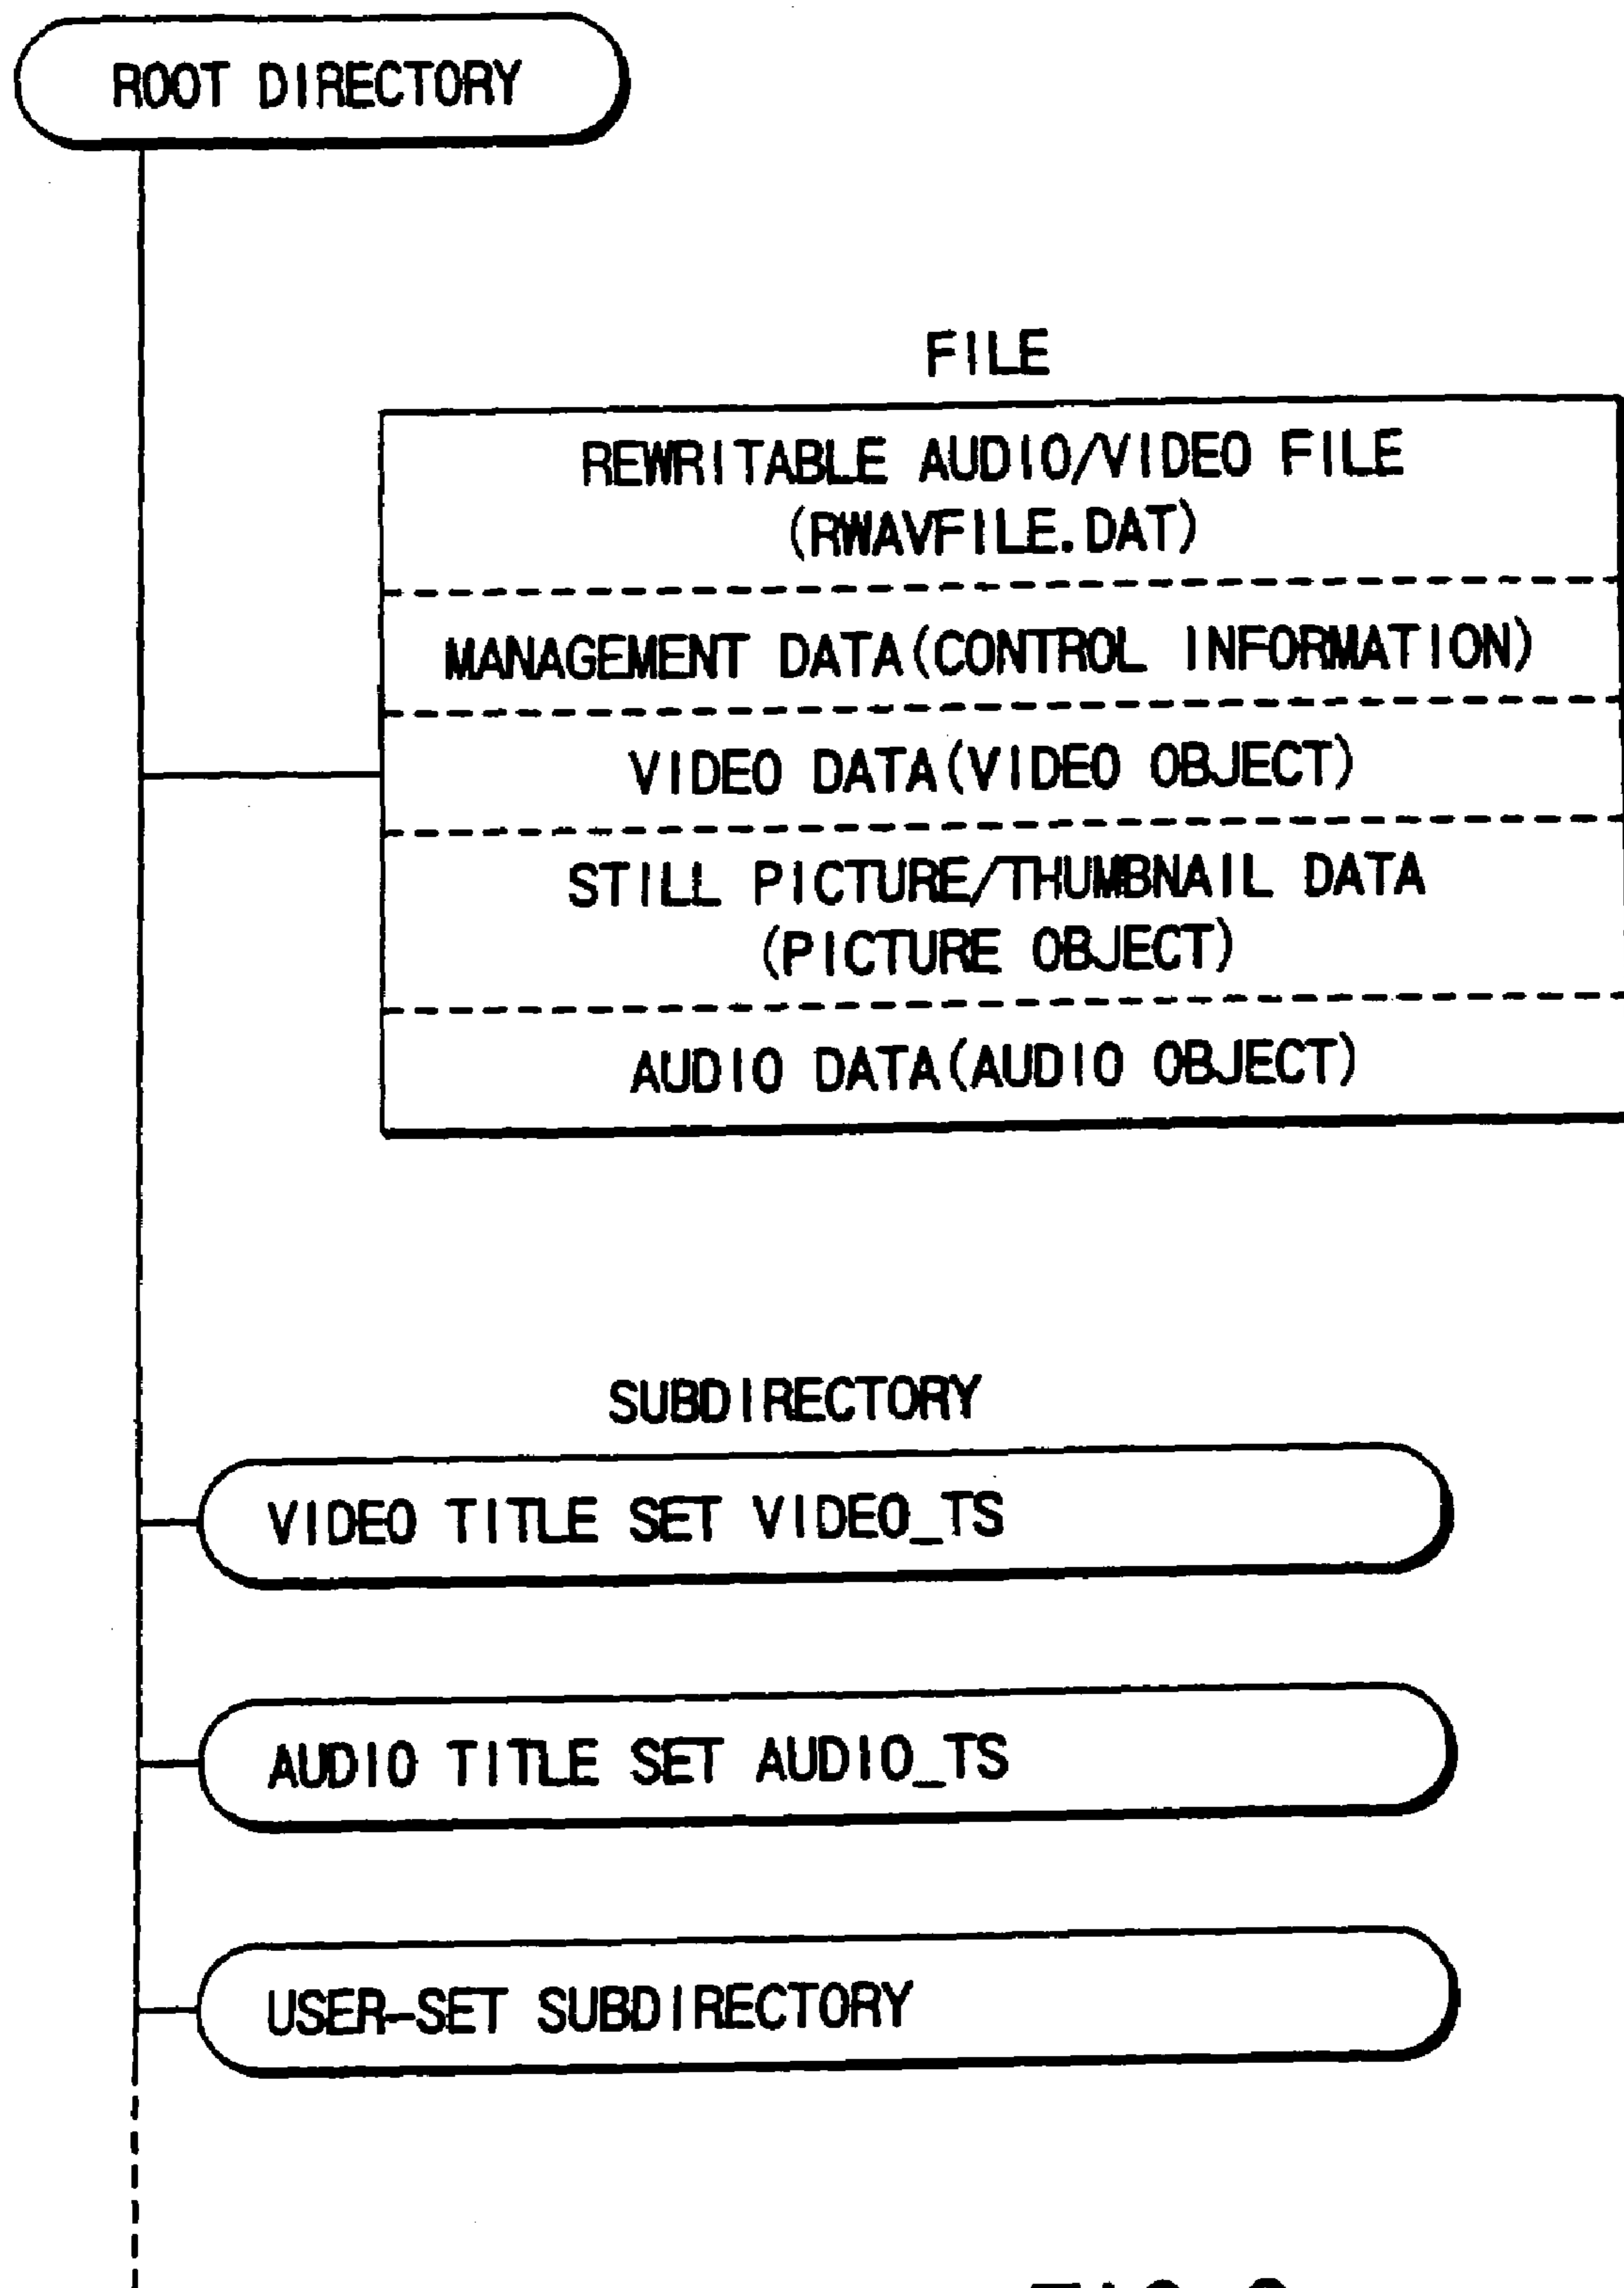 ROOT DIRECTORY
FILE
REWRITABLE AUDIO/VIDEO FILE
(RWAVFILE.DAT)
MANAGEMENT DATA(CONTROL INFORMATION)
VIDEO DATA(VIDEO OBJECT)
STILL PICTURE/THUMBNAIL DATA
(PICTURE OBJECT)
AUDIO DATA(AUDIO OBJECT)
SUBDIRECTORY
VIDEO TITLE SET VIDEO_TS
AUDIO TITLE SET AUDIO_TS
USER-SET SUBDIRECTORY